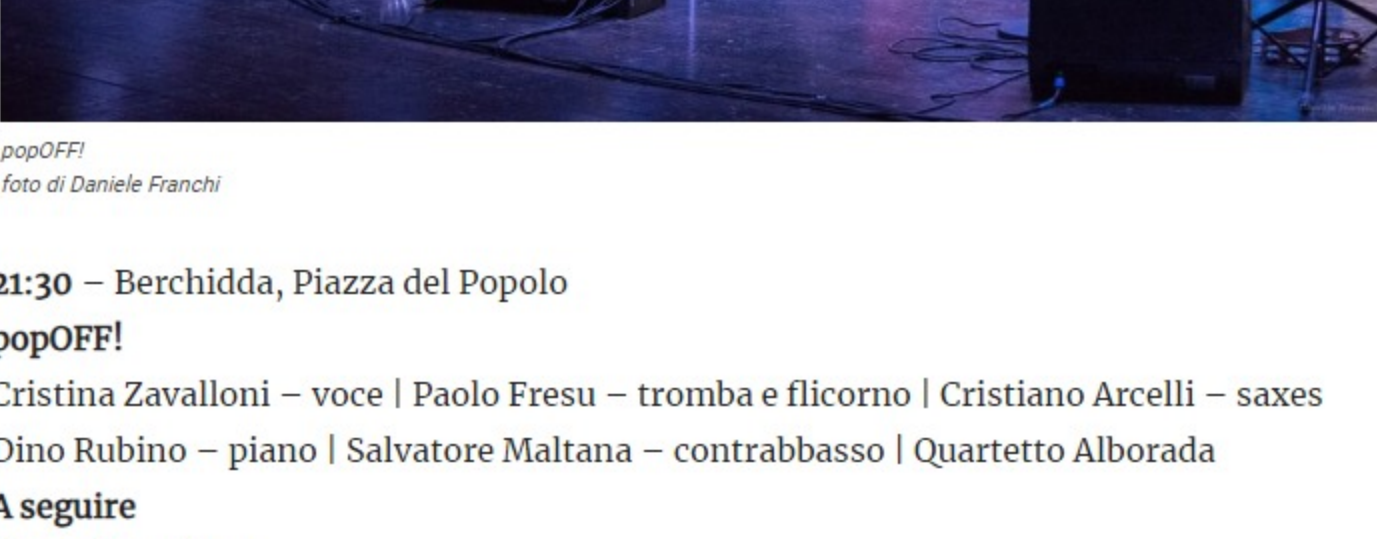 popOFF!
foto di Daniele Franchi
21:30 – Berchidda, Piazza del Popolo
popOFF!
Cristina Zavalloni – voce | Paolo Fresu – tromba e flicorno | Cristiano Arcelli – saxes
Dino Rubino – piano | Salvatore Maltana – contrabbasso | Quartetto Alborada
A seguire